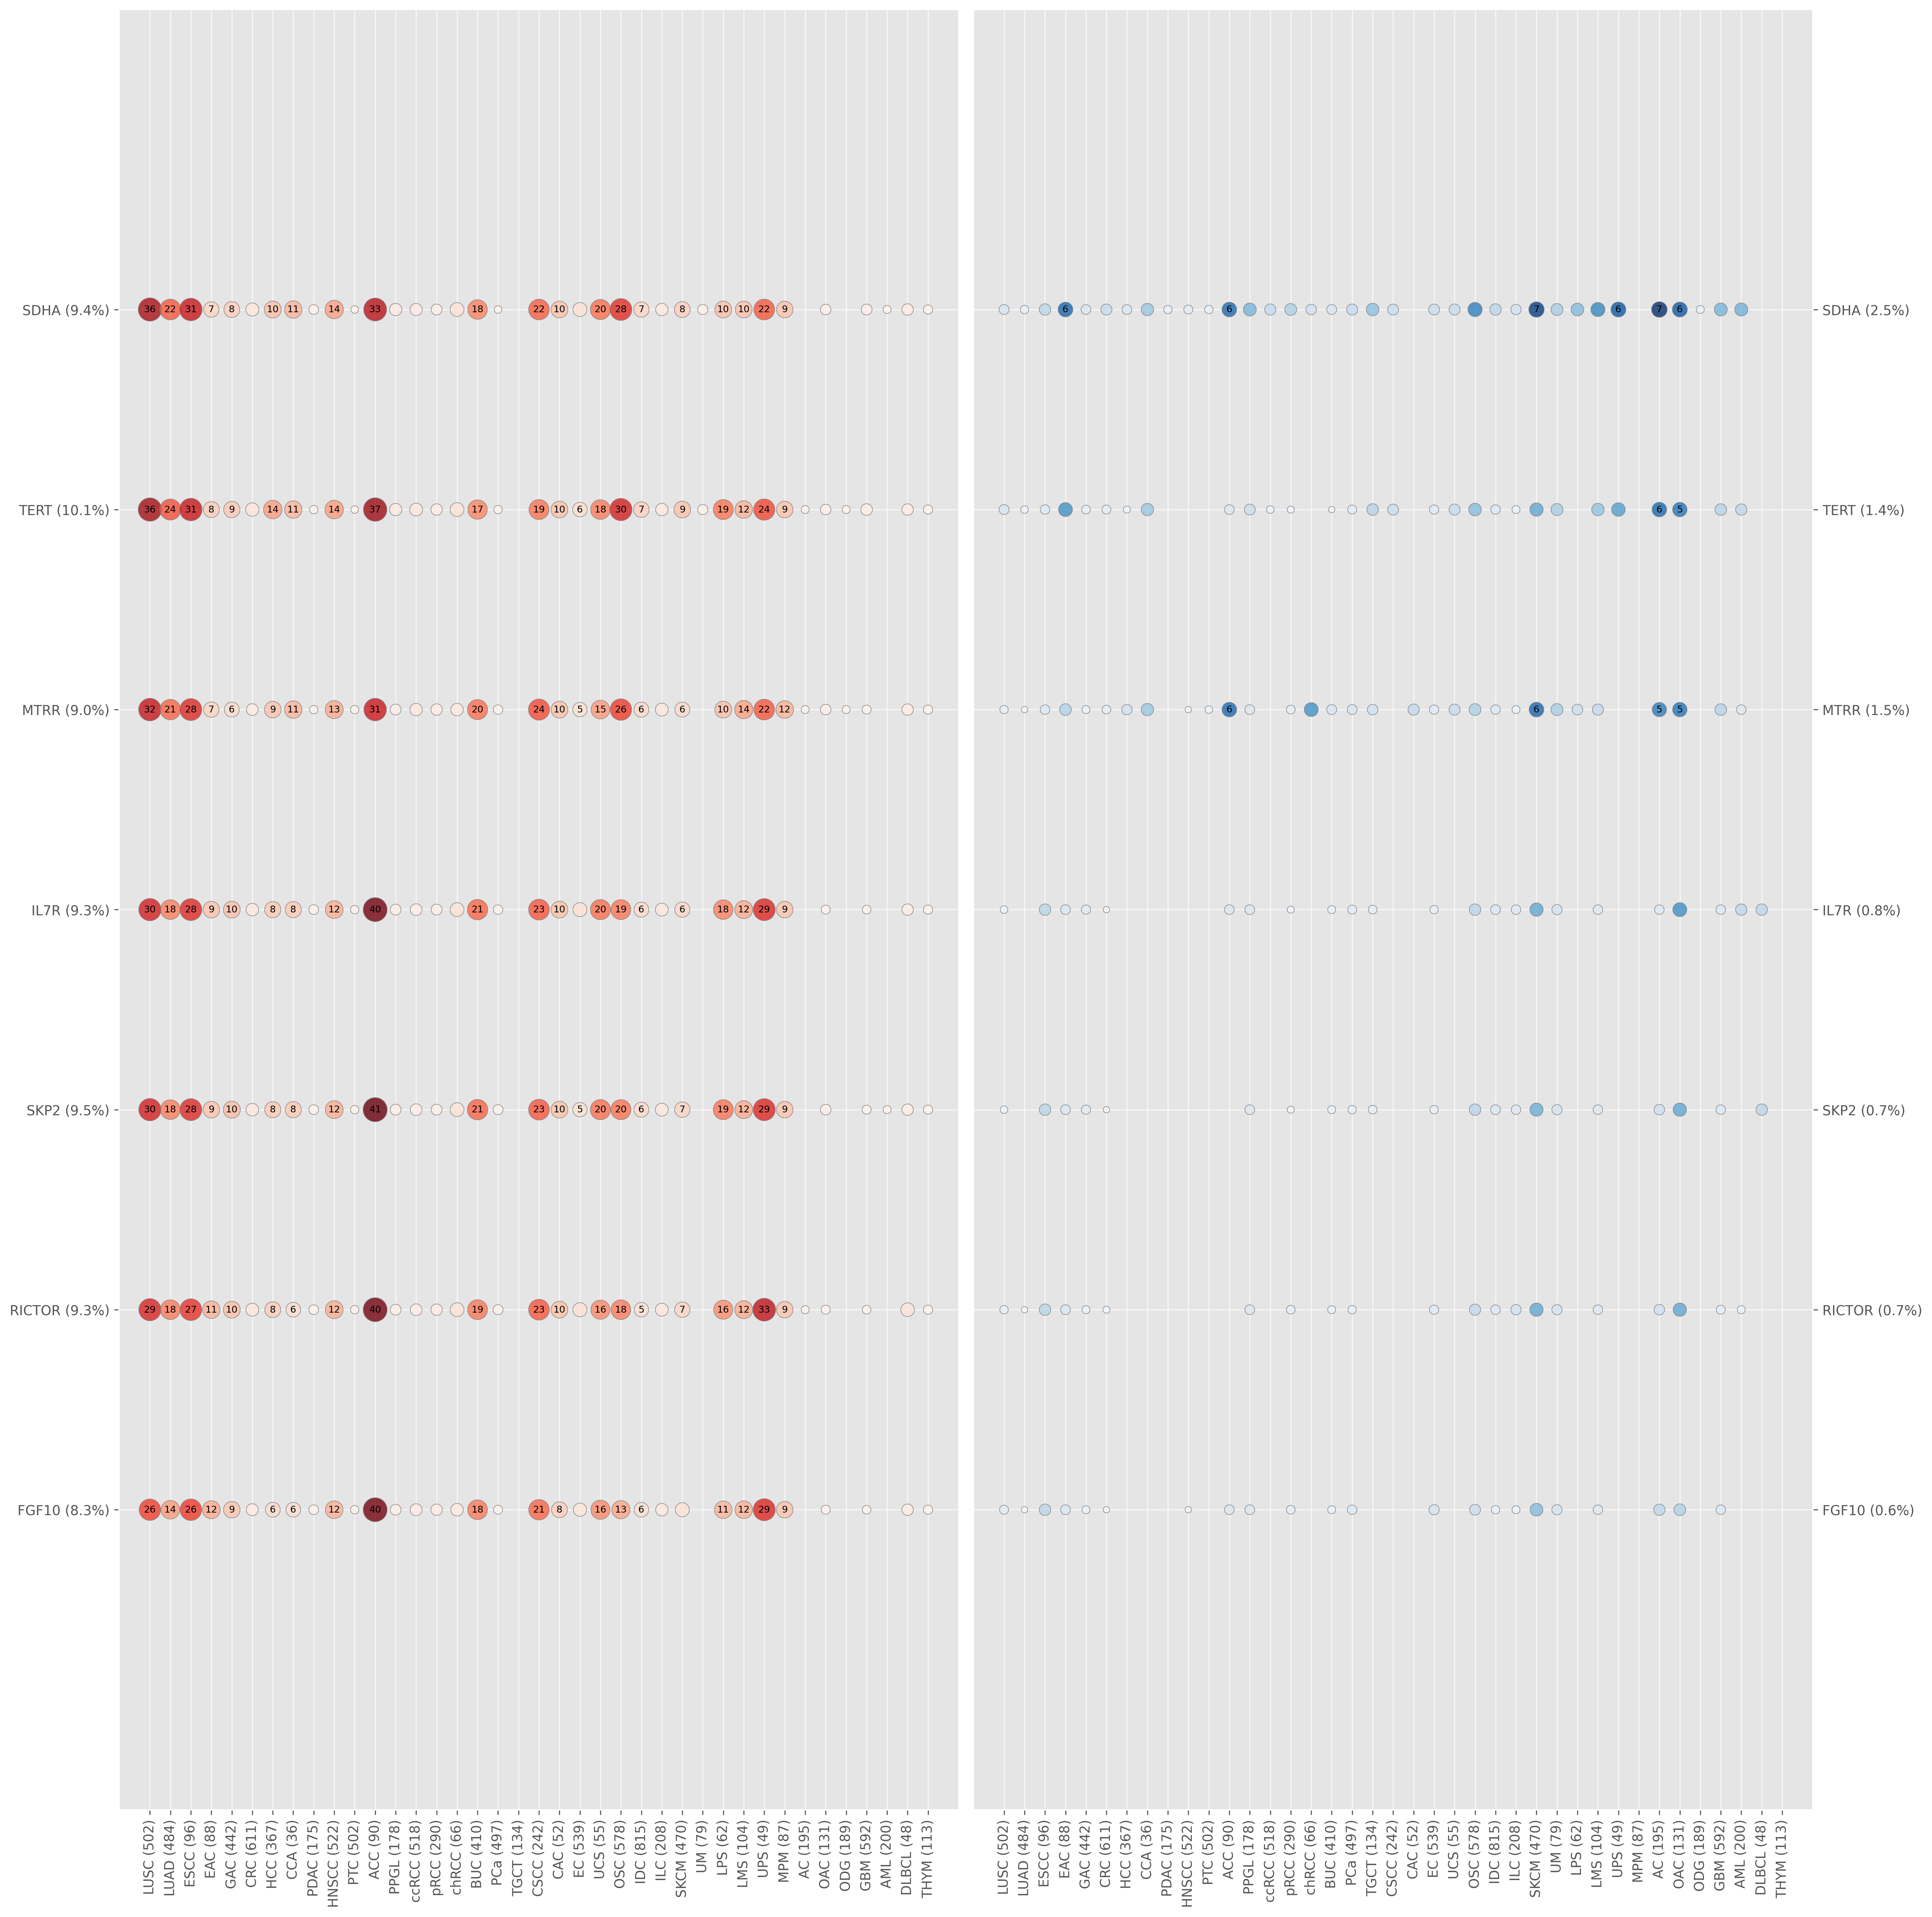 SDHA (9.4%) 36 22 31 7 8 10 11 14 33 18 22 10 20 28 7 8 10 10 22 9 6 6 7 6 7 6 SDHA (2.5%)
TERT (10.1%) 36 24 31 8 9 14 11 14 37 17 19 10 6 18 30 7 9 19 12 24 9 6 5 TERT (1.4%)
MTRR (9.0%) 32 21 28 7 6 9 11 13 31 20 24 10 5 15 26 6 6 10 14 22 12 6 6 5 5 MTRR (1.5%)
IL7R (9.3%) 30 18 28 9 10 8 8 12 40 21 23 10 20 19 6 6 18 12 29 9 IL7R (0.8%)
SKP2 (9.5%) 30 18 28 9 10 8 8 12 41 21 23 10 5 20 20 6 7 19 12 29 9 SKP2 (0.7%)
RICTOR (9.3%) 29 18 27 11 10 8 6 12 40 19 23 10 16 18 5 7 16 12 33 9 RICTOR (0.7%)
FGF10 (8.3%) 26 14 26 12 9 6 6 12 40 18 21 8 16 13 6 11 12 29 9 FGF10 (0.6%)
LUSC (502)
LUAD (484)
ESCC (96)
EAC (88)
GAC (442)
CRC (611)
HCC (367)
CCA (36)
PDAC (175)
HNSCC (522)
PTC (502)
ACC (90)
PPGL (178)
ccRCC (518)
pRCC (290)
chRCC (66)
BUC (410)
PCa (497)
TGCT (134)
CSCC (242)
CAC (52)
EC (539)
UCS (55)
OSC (578)
IDC (815)
ILC (208)
SKCM (470)
UM (79)
LPS (62)
LMS (104)
UPS (49)
MPM (87)
AC (195)
OAC (131)
ODG (189)
GBM (592)
AML (200)
DLBCL (48)
THYM (113)
LUSC (502)
LUAD (484)
ESCC (96)
EAC (88)
GAC (442)
CRC (611)
HCC (367)
CCA (36)
PDAC (175)
HNSCC (522)
PTC (502)
ACC (90)
PPGL (178)
ccRCC (518)
pRCC (290)
chRCC (66)
BUC (410)
PCa (497)
TGCT (134)
CSCC (242)
CAC (52)
EC (539)
UCS (55)
OSC (578)
IDC (815)
ILC (208)
SKCM (470)
UM (79)
LPS (62)
LMS (104)
UPS (49)
MPM (87)
AC (195)
OAC (131)
ODG (189)
GBM (592)
AML (200)
DLBCL (48)
THYM (113)